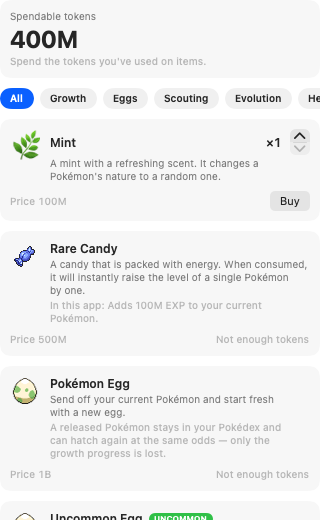 Spendable tokens
400M
Spend the tokens you've used on items.
All Growth Eggs Scouting Evolution
Mint ×1
A mint with a refreshing scent. It changes a
Pokémon's nature to a random one.
Price 100M Buy
Rare Candy
A candy that is packed with energy. When consumed,
it will instantly raise the level of a single Pokémon
by one.
In this app: Adds 100M EXP to your current
Pokémon.
Price 500M Not enough tokens
Pokémon Egg
Send off your current Pokémon and start fresh
with a new egg.
A released Pokémon stays in your Pokédex and
can hatch again at the same odds — only the
growth progress is lost.
Price 1B Not enough tokens
Uncommon Egg UNCOMMON